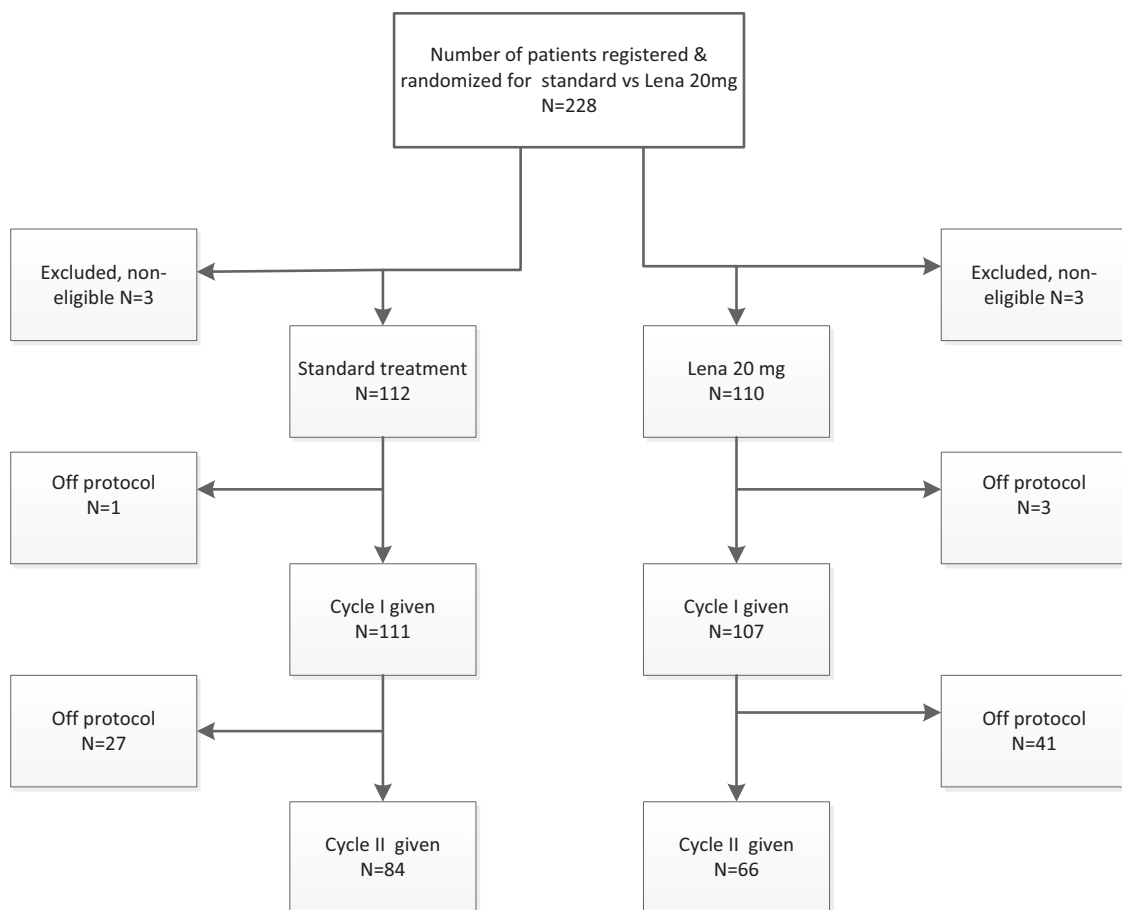 Number of patients registered &
randomized for standard vs Lena 20mg
N=228
Excluded, non-
eligible N=3
Excluded, non-
eligible N=3
Standard treatment
N=112
Lena 20 mg
N=110
Off protocol
N=1
Off protocol
N=3
Cycle I given
N=111
Cycle I given
N=107
Off protocol
N=27
Off protocol
N=41
Cycle II given
N=84
Cycle II given
N=66